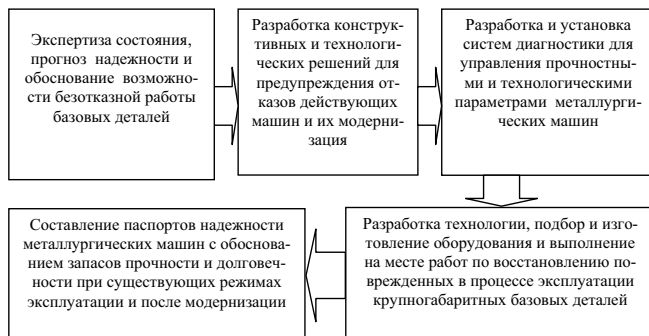 Экспертиза состояния,
прогноз надежности и
обоснование возможно-
сти безотказной работы
базовых деталей
Разработка конструк-
тивных и технологи-
ческих решений для
предупреждения от-
казов действующих
машин и их модерни-
зация
Разработка и установка
систем диагностики для
управления прочностны-
ми и технологическими
параметрами металлурги-
ческих машин
Разработка технологии, подбор и изго-
товление оборудования и выполнение
на месте работ по восстановлению по-
врежденных в процессе эксплуатации
крупногабаритных базовых деталей
Составление паспортов надежности
металлургических машин с обоснова-
нием запасов прочности и долговеч-
ности при существующих режимах
эксплуатации и после модернизации